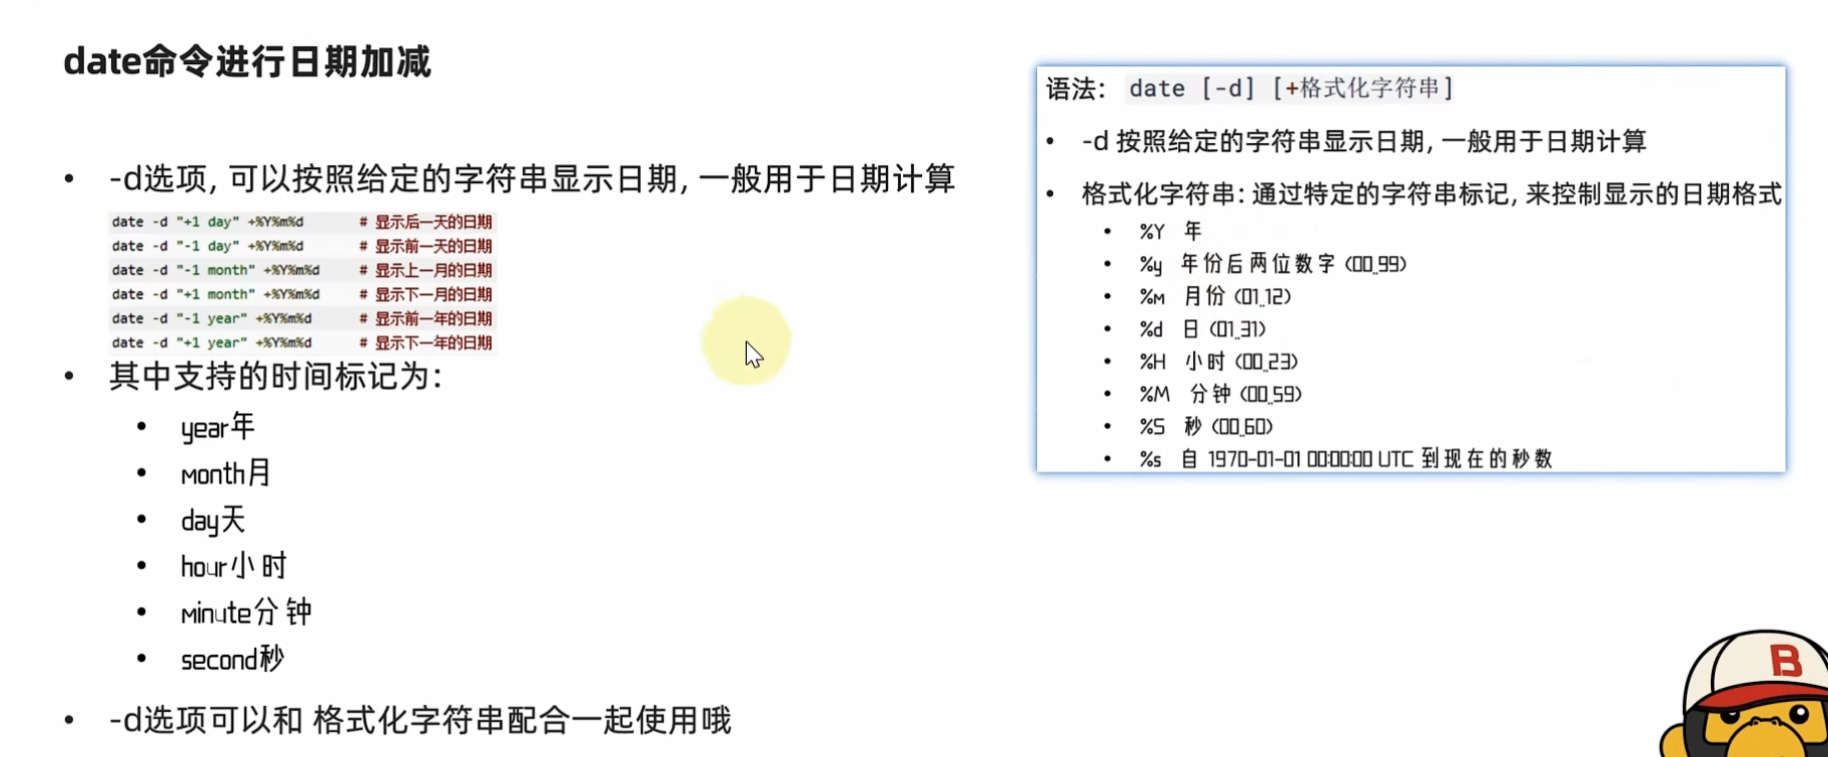 date命令进行日期加减
• -d选项, 可以按照给定的字符串显示日期, 一般用于日期计算
date -d "+1 day" +%Y%m%d # 显示后一天的日期
date -d "-1 day" +%Y%m%d # 显示前一天的日期
date -d "-1 month" +%Y%m%d # 显示上一月的日期
date -d "+1 month" +%Y%m%d # 显示下一月的日期
date -d "-1 year" +%Y%m%d # 显示前一年的日期
date -d "+1 year" +%Y%m%d # 显示下一年的日期
• 其中支持的时间标记为:
• year年
• month月
• day天
• hour小时
• minute分钟
• second秒
• -d选项可以和 格式化字符串配合一起使用哦
语法: date [-d] [+格式化字符串]
• -d 按照给定的字符串显示日期, 一般用于日期计算
• 格式化字符串: 通过特定的字符串标记, 来控制显示的日期格式
• %Y 年
• %y 年份后两位数字 (00..99)
• %m 月份 (01..12)
• %d 日 (01..31)
• %H 小时 (00..23)
• %M 分钟 (00..59)
• %S 秒 (00..60)
• %s 自 1970-01-01 00:00:00 UTC 到现在的秒数
B